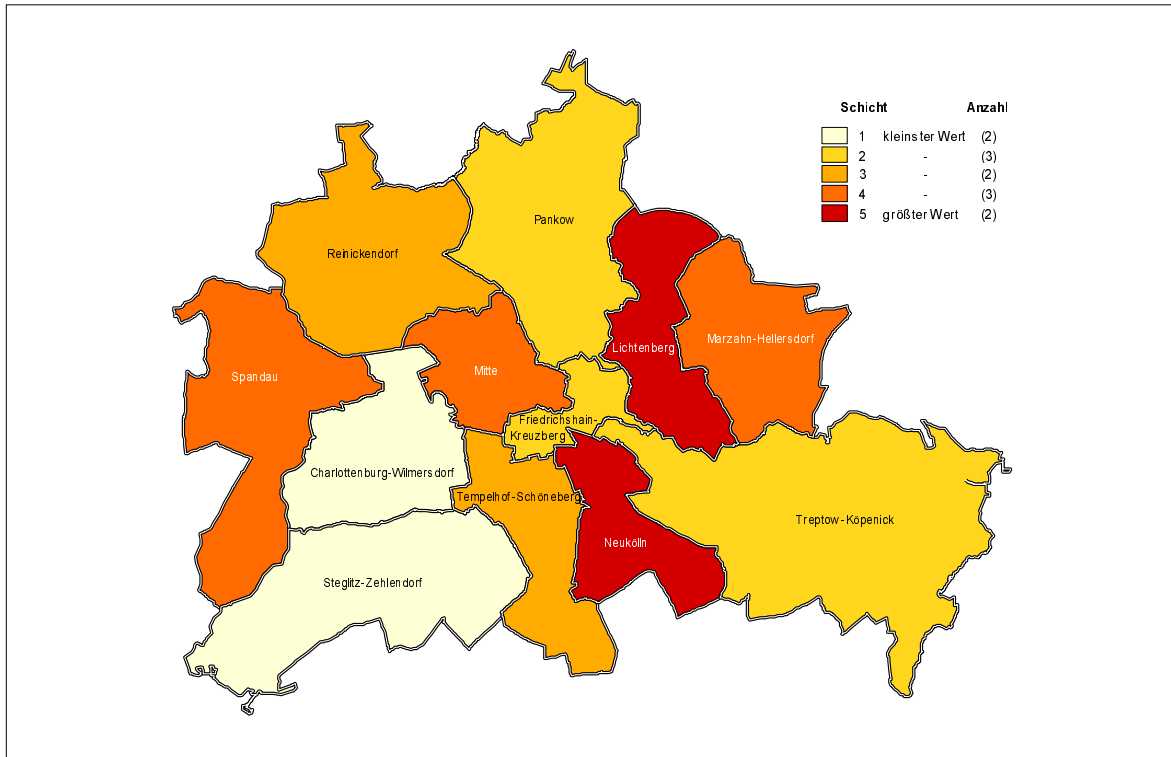 Schicht Anzahl
1 kleinster Wert (2)
2 - (3)
3 - (2)
4 - (3)
5 größter Wert (2)
Pankow
Reinickendorf
Marzahn-Hellersdorf
Lichtenberg
Mitte
Spandau
Friedrichshain-
Kreuzberg
Charlottenburg-Wilmersdorf
Tempelhof-Schöneberg
Treptow-Köpenick
Neukölln
Steglitz-Zehlendorf